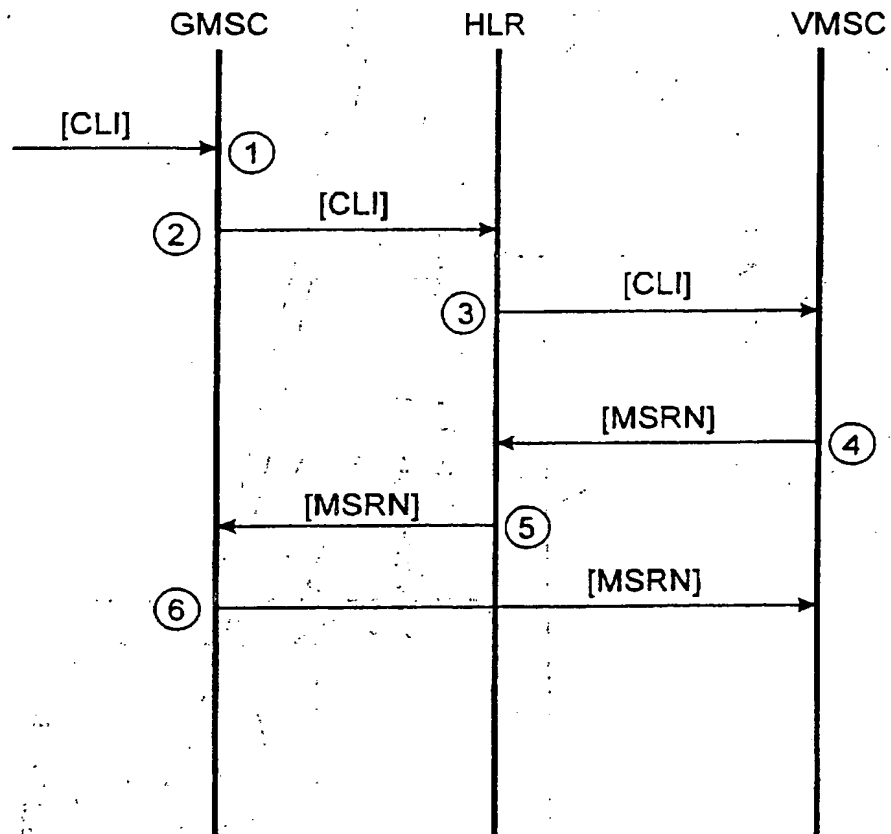 GMSC HLR VMSC
[CLI]
1
[CLI]
2
[CLI]
3
[MSRN]
4
[MSRN]
5
[MSRN]
6